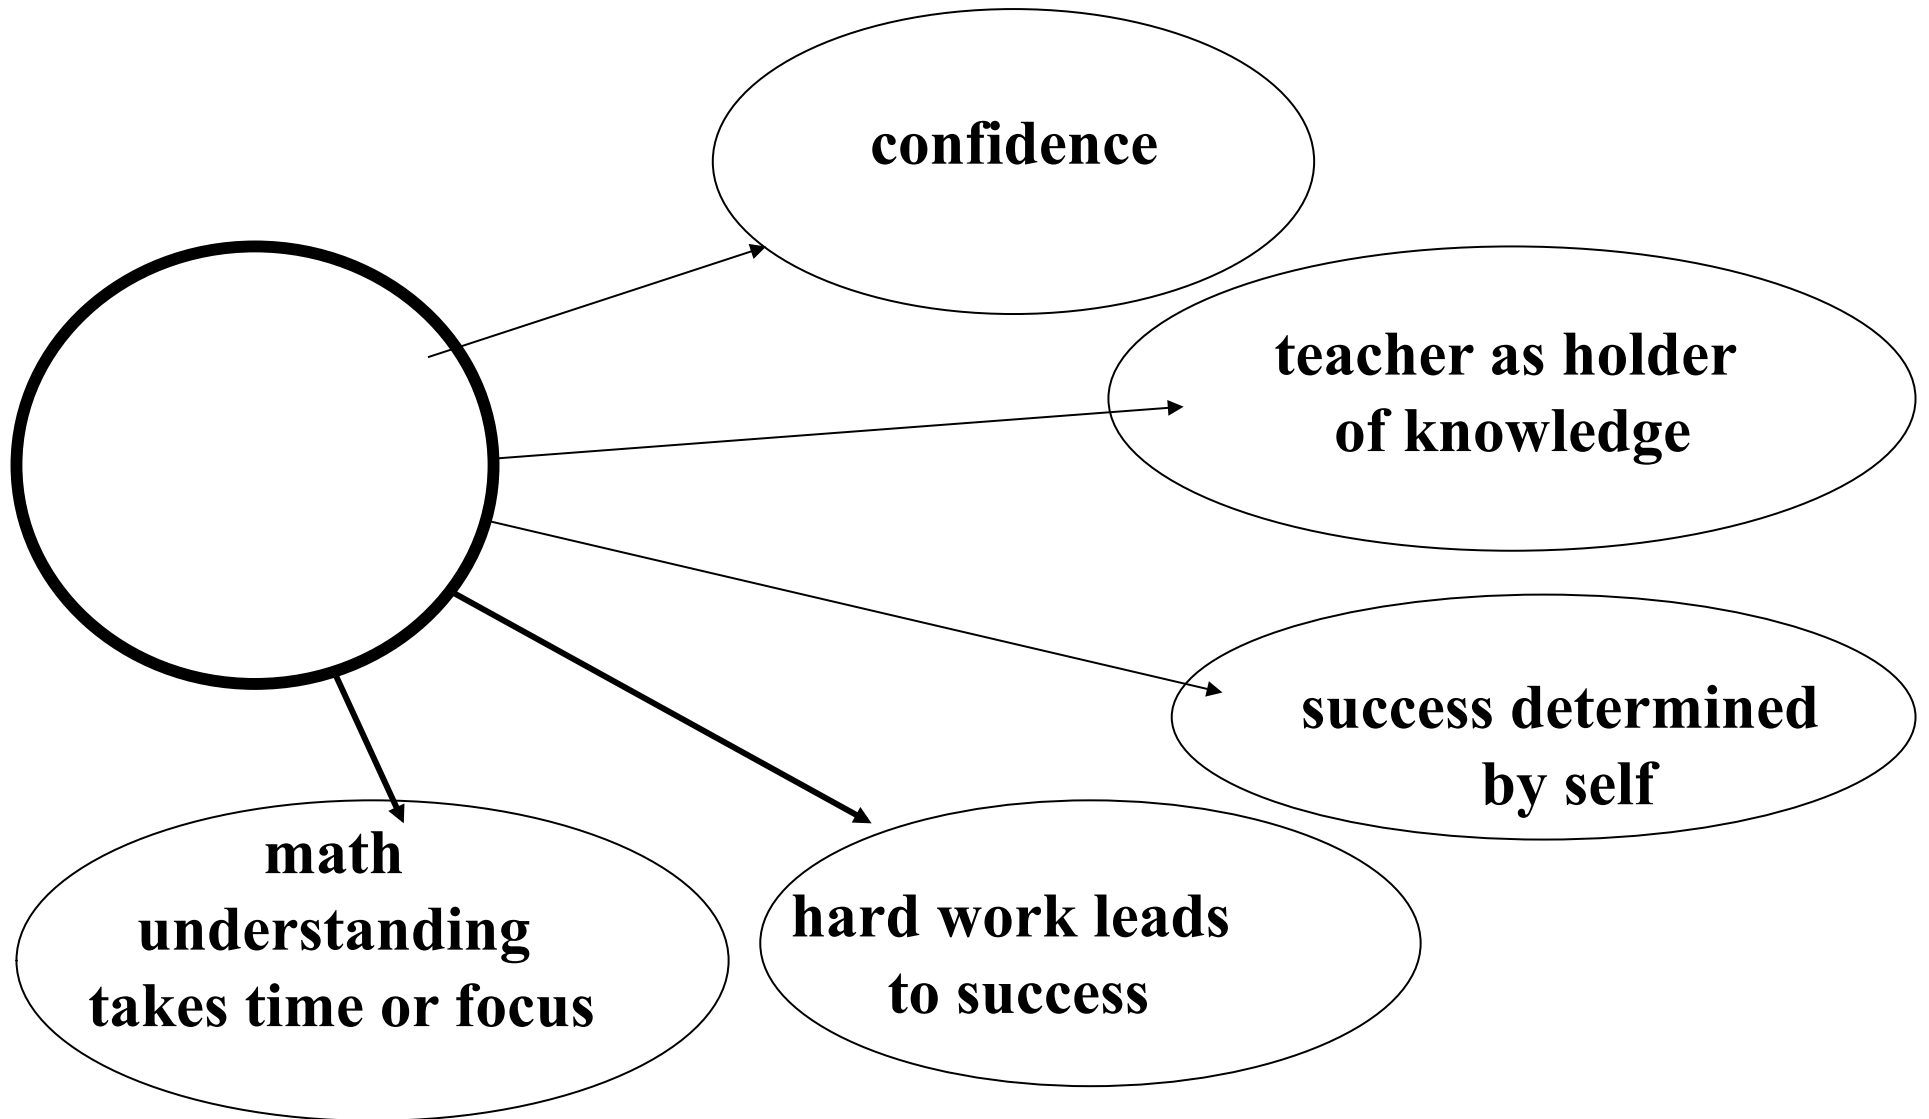 confidence
teacher as holder
of knowledge
success determined
by self
math
understanding
takes time or focus
hard work leads
to success